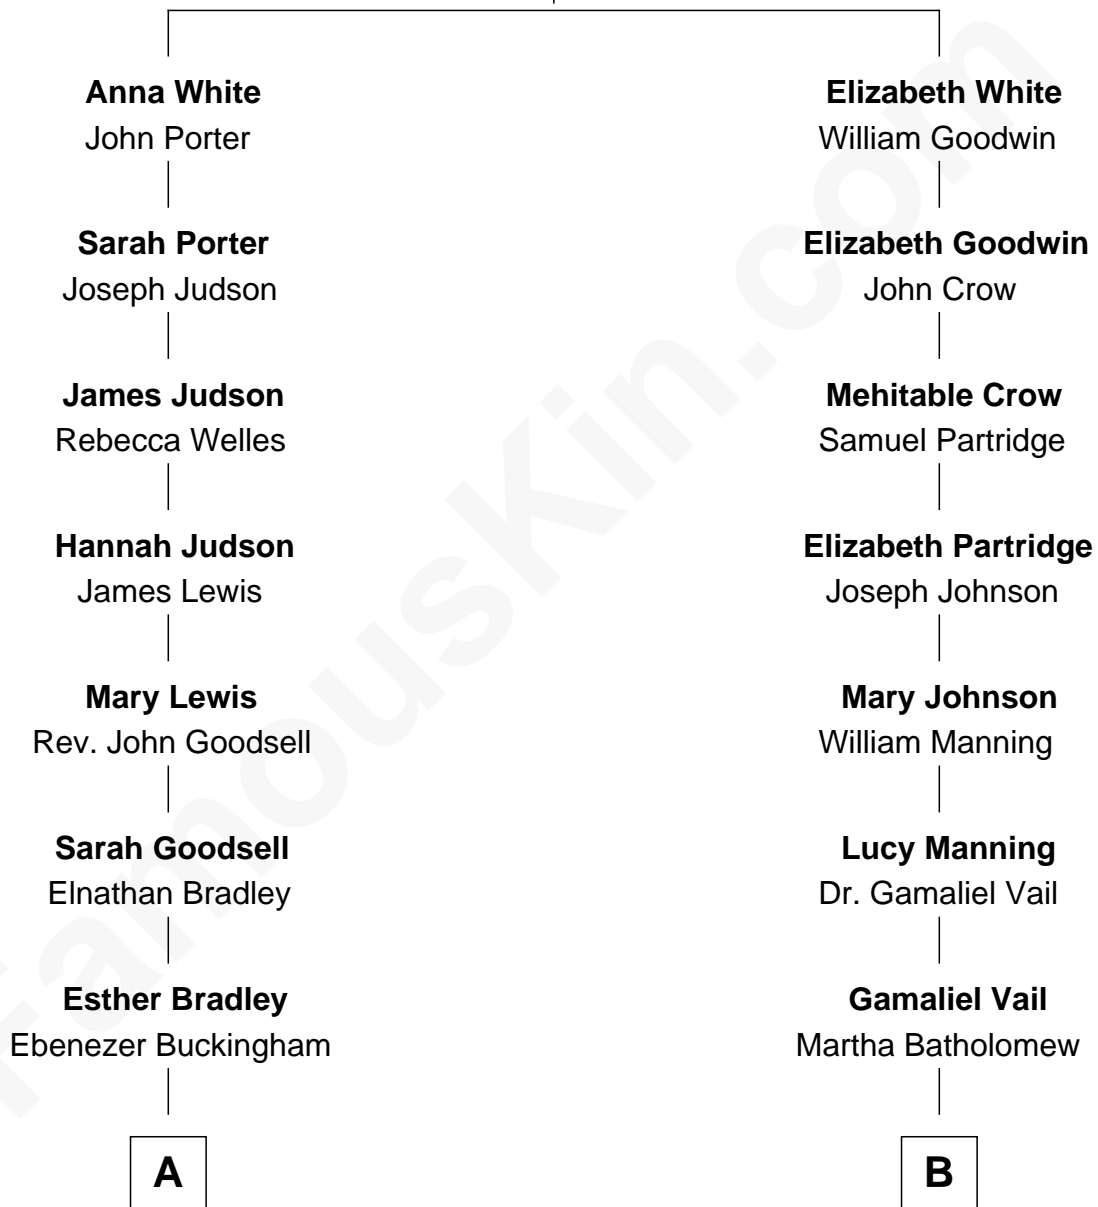 Anna White
John Porter
Sarah Porter
Joseph Judson
James Judson
Rebecca Welles
Hannah Judson
James Lewis
Mary Lewis
Rev. John Goodsell
Sarah Goodsell
Elnathan Bradley
Esther Bradley
Ebenezer Buckingham
A
Elizabeth White
William Goodwin
Elizabeth Goodwin
John Crow
Mehitable Crow
Samuel Partridge
Elizabeth Partridge
Joseph Johnson
Mary Johnson
William Manning
Lucy Manning
Dr. Gamaliel Vail
Gamaliel Vail
Martha Batholomew
B
FamousKin.com